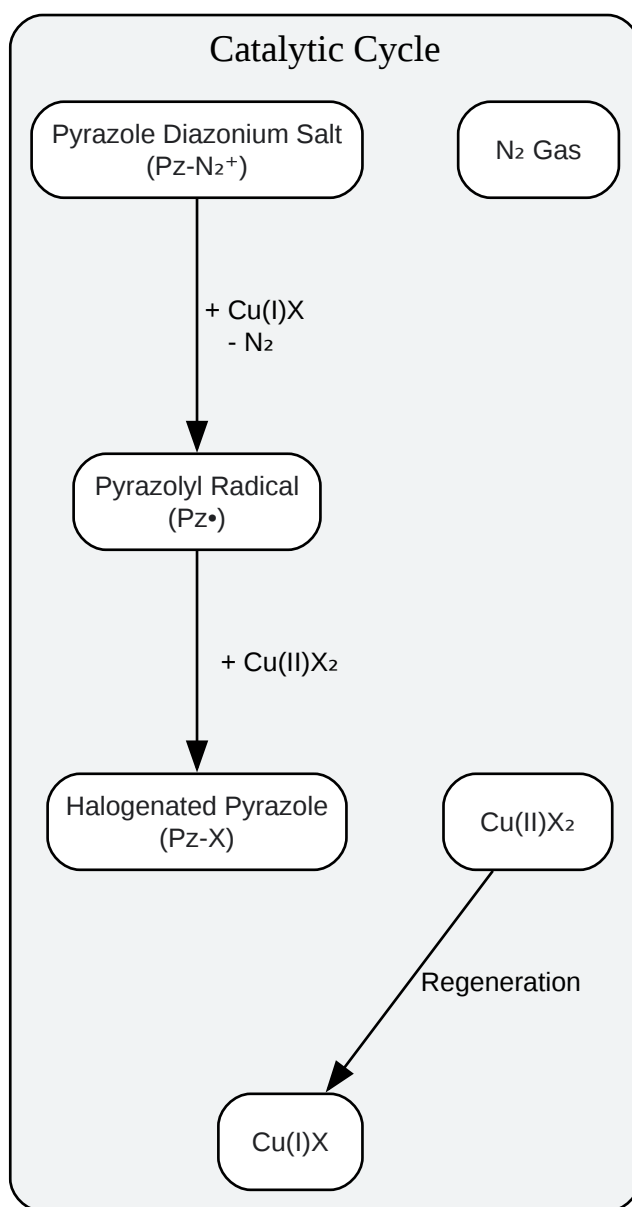 Catalytic Cycle
Pyrazole Diazonium Salt
(Pz-N₂⁺)
N₂ Gas
+ Cu(I)X
- N₂
Pyrazolyl Radical
(Pz•)
+ Cu(II)X₂
Halogenated Pyrazole
(Pz-X)
Cu(II)X₂
Regeneration
Cu(I)X